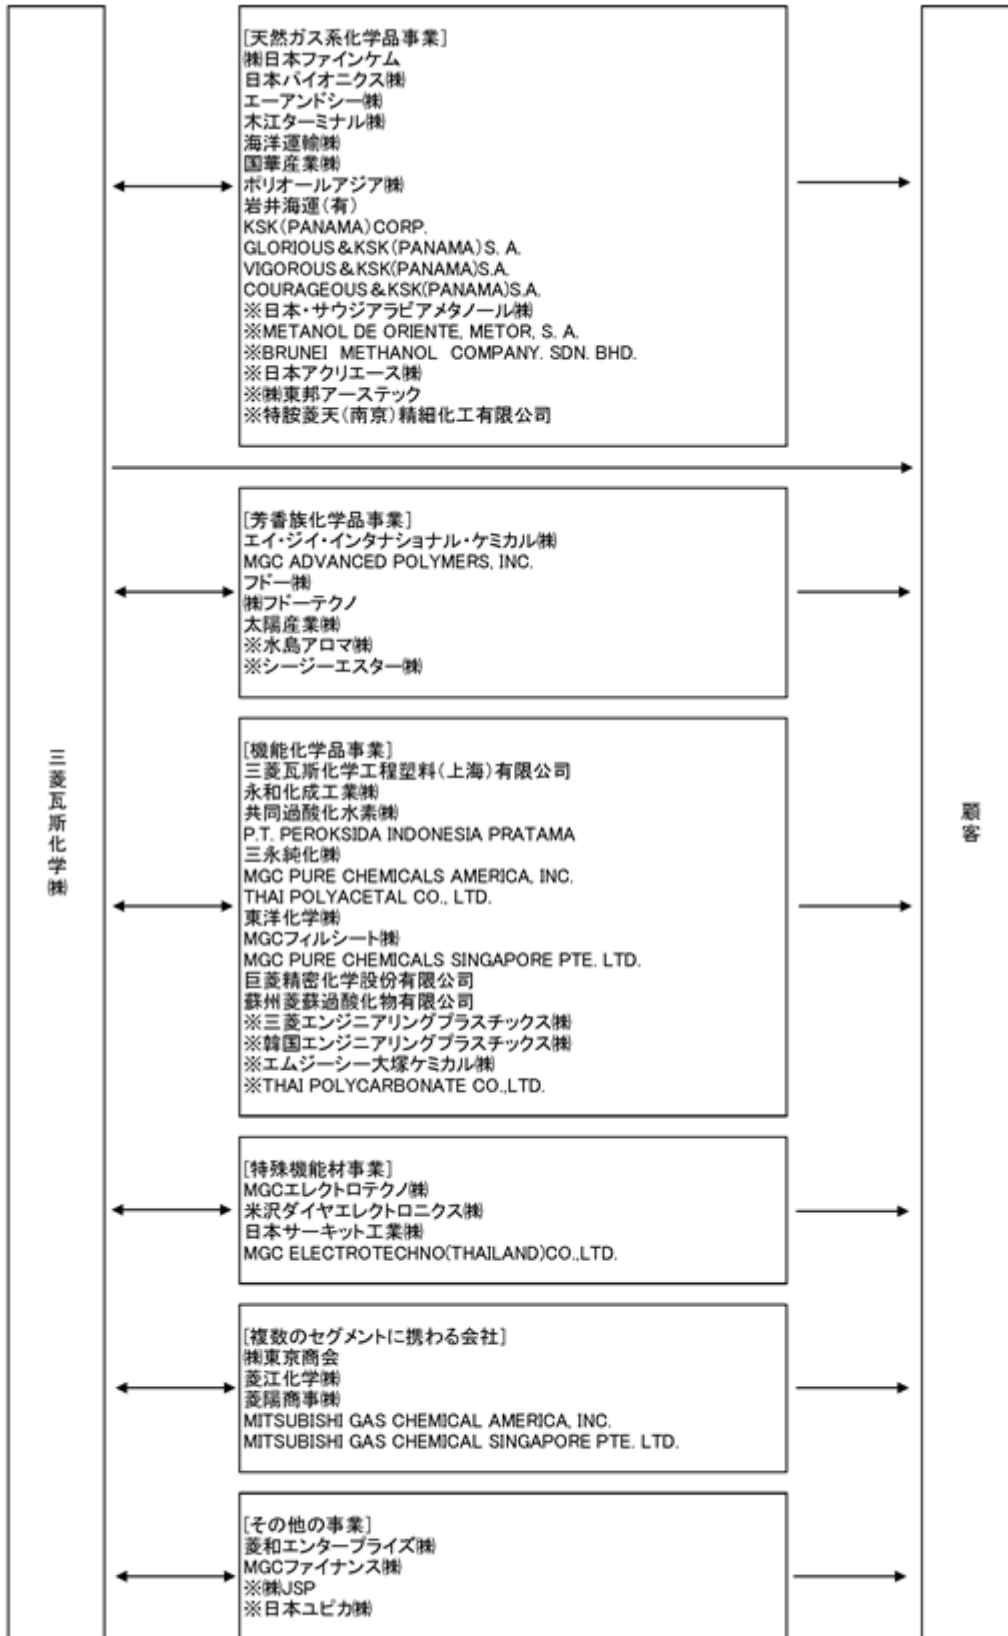 三菱瓦斯化学㈱
[天然ガス系化学品事業]
㈱日本ファインケム
日本バイオニクス㈱
エーアンドシー㈱
木江ターミナル㈱
海洋運輸㈱
国華産業㈱
ポリオールアジア㈱
岩井海運(有)
KSK(PANAMA)CORP.
GLORIOUS&KSK(PANAMA)S. A.
VIGOROUS&KSK(PANAMA)S.A.
COURAGEOUS&KSK(PANAMA)S.A.
※日本・サウジアラビアメタノール㈱
※METANOL DE ORIENTE, METOR, S. A.
※BRUNEI METHANOL COMPANY. SDN. BHD.
※日本アクリエース㈱
※㈱東邦アーステック
※特胺菱天(南京)精細化工有限公司
[芳香族化学品事業]
エイ・ジイ・インタナショナル・ケミカル㈱
MGC ADVANCED POLYMERS, INC.
フドー㈱
㈱フドーテクノ
太陽産業㈱
※水島アロマ㈱
※シージーエスター㈱
[機能化学品事業]
三菱瓦斯化学工程塑料(上海)有限公司
永和化成工業㈱
共同過酸化水素㈱
P.T. PEROKSIDA INDONESIA PRATAMA
三永純化㈱
MGC PURE CHEMICALS AMERICA, INC.
THAI POLYACETAL CO., LTD.
東洋化学㈱
MGCフィルシート㈱
MGC PURE CHEMICALS SINGAPORE PTE. LTD.
巨菱精密化学股份有限公司
蘇州菱蘇過酸化物有限公司
※三菱エンジニアリングプラスチックス㈱
※韓国エンジニアリングプラスチックス㈱
※エムジーシー大塚ケミカル㈱
※THAI POLYCARBONATE CO.,LTD.
[特殊機能材事業]
MGCエレクトロテクノ㈱
米沢ダイヤエレクトロニクス㈱
日本サーキット工業㈱
MGC ELECTROTECHNO(THAILAND)CO.,LTD.
[複数のセグメントに携わる会社]
㈱東京商会
菱江化学㈱
菱陽商事㈱
MITSUBISHI GAS CHEMICAL AMERICA, INC.
MITSUBISHI GAS CHEMICAL SINGAPORE PTE. LTD.
[その他の事業]
菱和エンタープライズ㈱
MGCファイナンス㈱
※㈱JSP
※日本ユピカ㈱
顧客